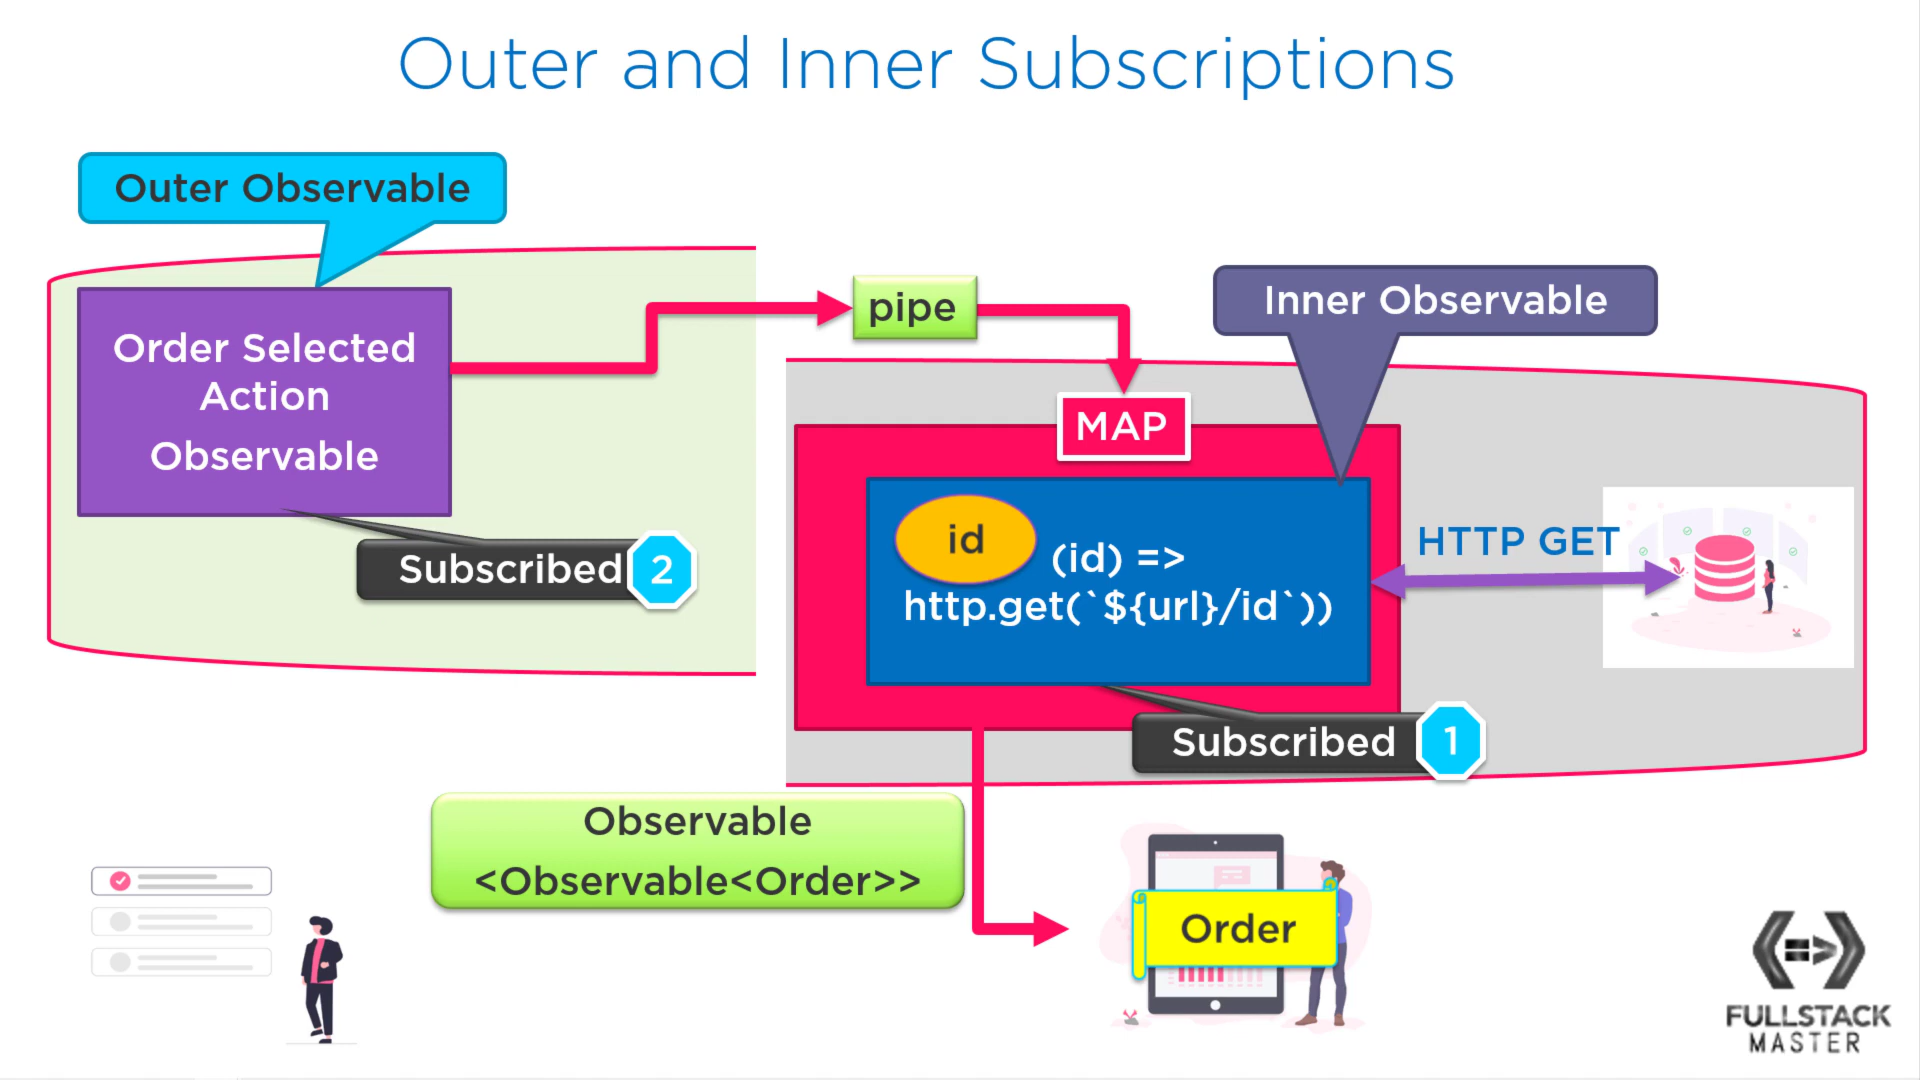 Outer and Inner Subscriptions
Outer Observable
Order Selected
Action
Observable
Subscribed 2
pipe
Inner Observable
MAP
id
(id) =>
http.get(`${url}/id`))
HTTP GET
Subscribed 1
Observable
<Observable<Order>>
Order
FULLSTACK
MASTER